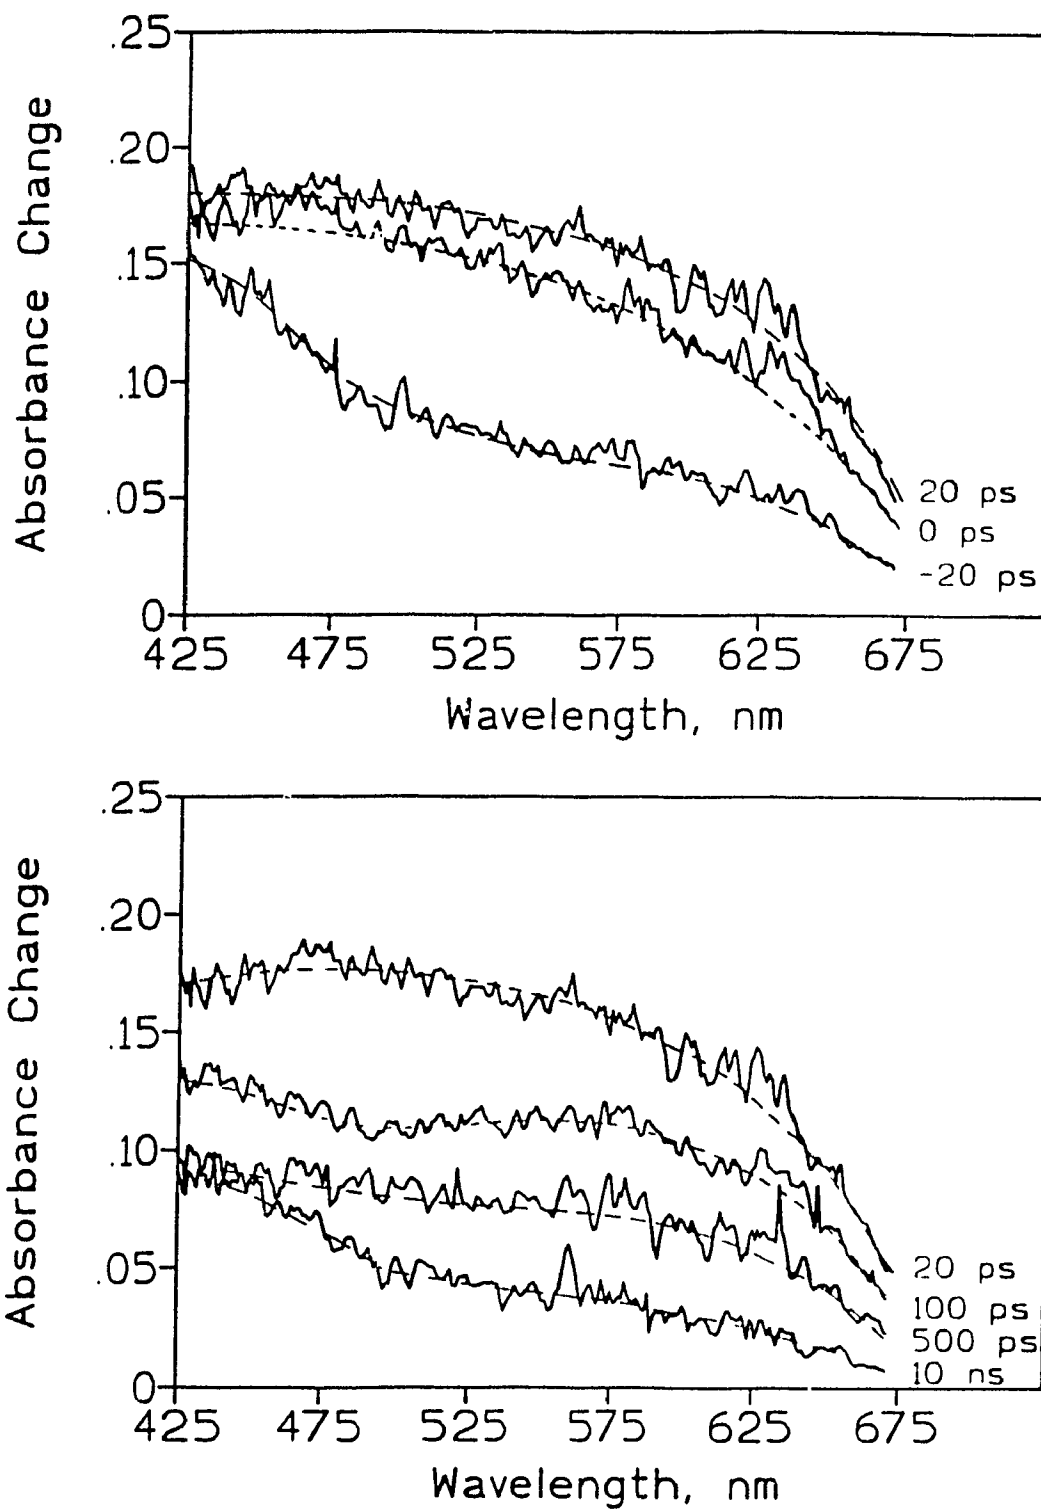 .25
.20
.15
.10
.05
0
Absorbance Change
20 ps
0 ps
-20 ps
425 475 525 575 625 675
Wavelength, nm
.25
.20
.15
.10
.05
0
Absorbance Change
20 ps
100 ps
500 ps
10 ns
425 475 525 575 625 675
Wavelength, nm